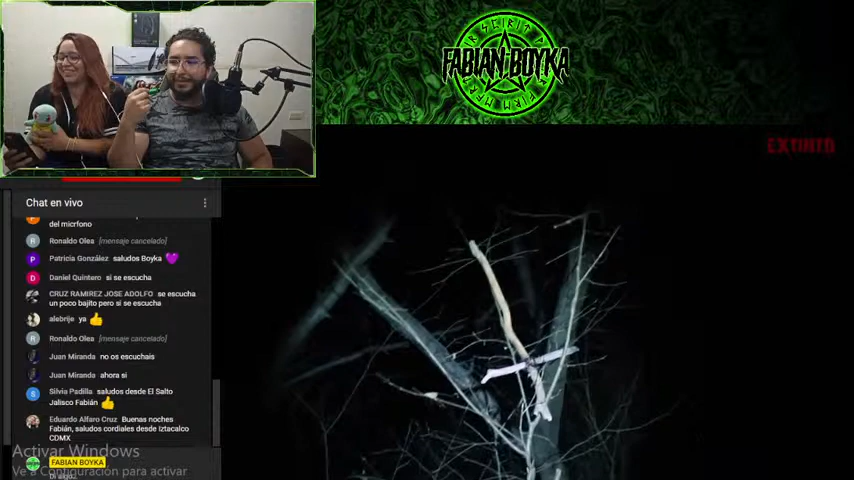 FABIAN BOYKA
EXTINTO
Chat en vivo
del micrfono
Ronaldo Olea [mensaje cancelado]
Patricia González saludos Boyka
Daniel Quintero si se escucha
CRUZ RAMIREZ JOSE ADOLFO se escucha
un poco bajito pero si se escucha
alebrije ya
Ronaldo Olea [mensaje cancelado]
Juan Miranda no os escuchais
Juan Miranda ahora si
Silvia Padilla saludos desde El Salto
Jalisco Fabián
Eduardo Alfaro Cruz Buenas noches
Fabián, saludos cordiales desde Iztacalco
CDMX
Activar Windows
FABIAN BOYKA
Ve a Configuración para activar
Di algo...